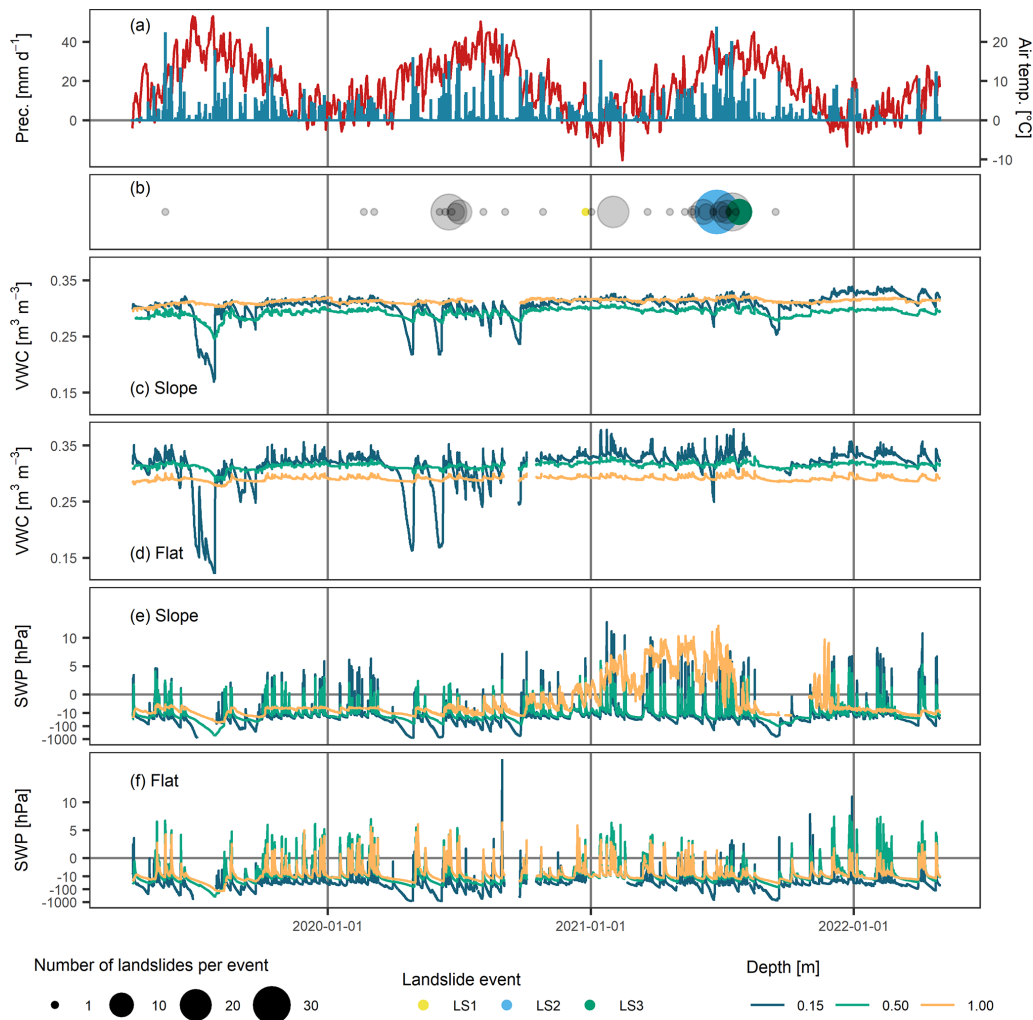 (a)
Prec. [mm d⁻¹]
40
20
0
20
10
0
-10
Air temp. [°C]
(b)
VWC [m³ m⁻³]
0.35
0.25
0.15
(c) Slope
VWC [m³ m⁻³]
0.35
0.25
0.15
(d) Flat
(e) Slope
SWP [hPa]
10
5
0
-10
-100
-1000
(f) Flat
SWP [hPa]
10
5
0
-10
-100
-1000
2020-01-01 2021-01-01 2022-01-01
Number of landslides per event
1 10 20 30
Landslide event
LS1 LS2 LS3
Depth [m]
0.15 0.50 1.00